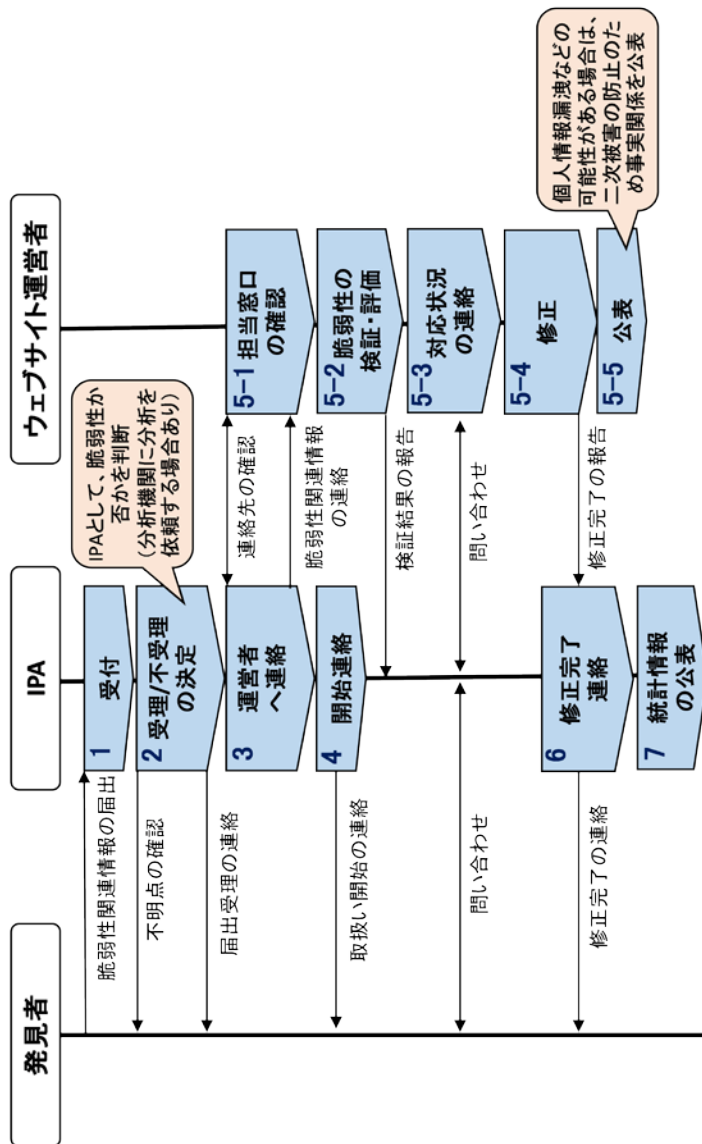 発見者
IPA
ウェブサイト運営者
脆弱性関連情報の届出
1 受付
IPAとして、脆弱性か
否かを判断
(分析機関に分析を
依頼する場合あり)
不明点の確認
2 受理/不受理
の決定
届出受理の連絡
3 運営者
へ連絡
連絡先の確認
5-1 担当窓口
の確認
脆弱性関連情報
の連絡
取扱い開始の連絡
4 開始連絡
5-2 脆弱性の
検証・評価
検証結果の報告
問い合わせ
問い合わせ
5-3 対応状況
の連絡
5-4 修正
修正完了の報告
修正完了の連絡
6 修正完了
連絡
5-5 公表
個人情報漏洩などの
可能性がある場合は、
二次被害の防止のた
め事実関係を公表
7 統計情報
の公表